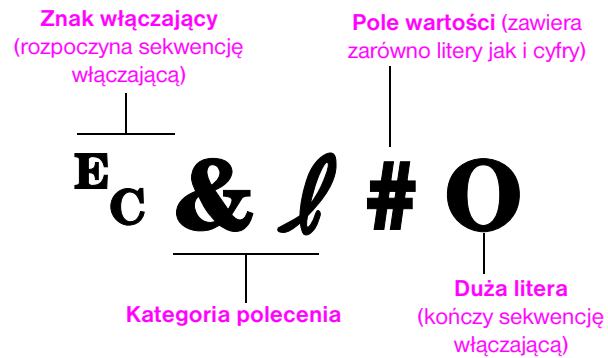 Znak włączający
(rozpoczyna sekwencję
włączającą)
Pole wartości (zawiera
zarówno litery jak i cyfry)
E C & ℓ # O
Kategoria polecenia
Duża litera
(kończy sekwencję
włączającą)